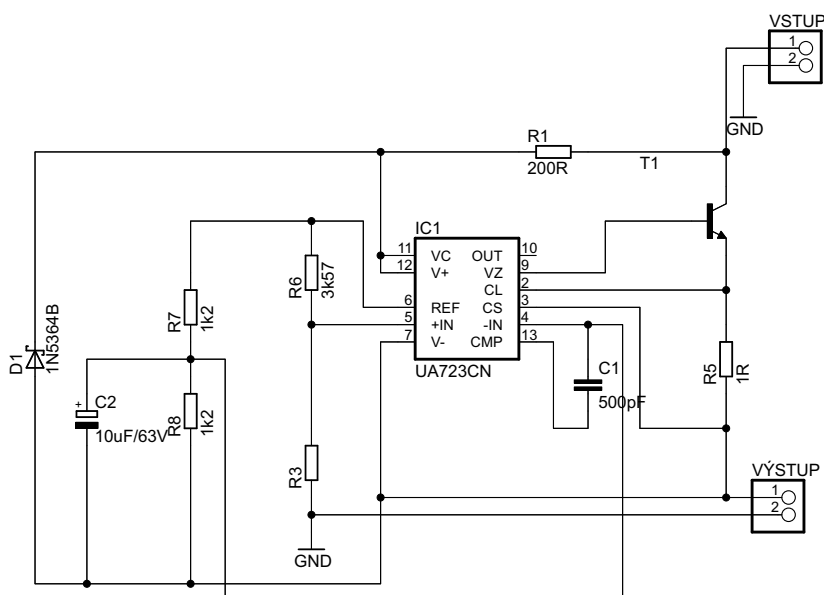 VSTUP
1
2
GND
R1
200R
T1
IC1
11 VC OUT 10
12 V+ VZ 9
CL 2
6 REF CS 3
5 +IN -IN 4
7 V- CMP 13
UA723CN
R6
3k57
R7
1k2
D1
1N5364B
+
C2
10uF/63V
R8
1k2
C1
500pF
R5
1R
R3
GND
VÝSTUP
1
2